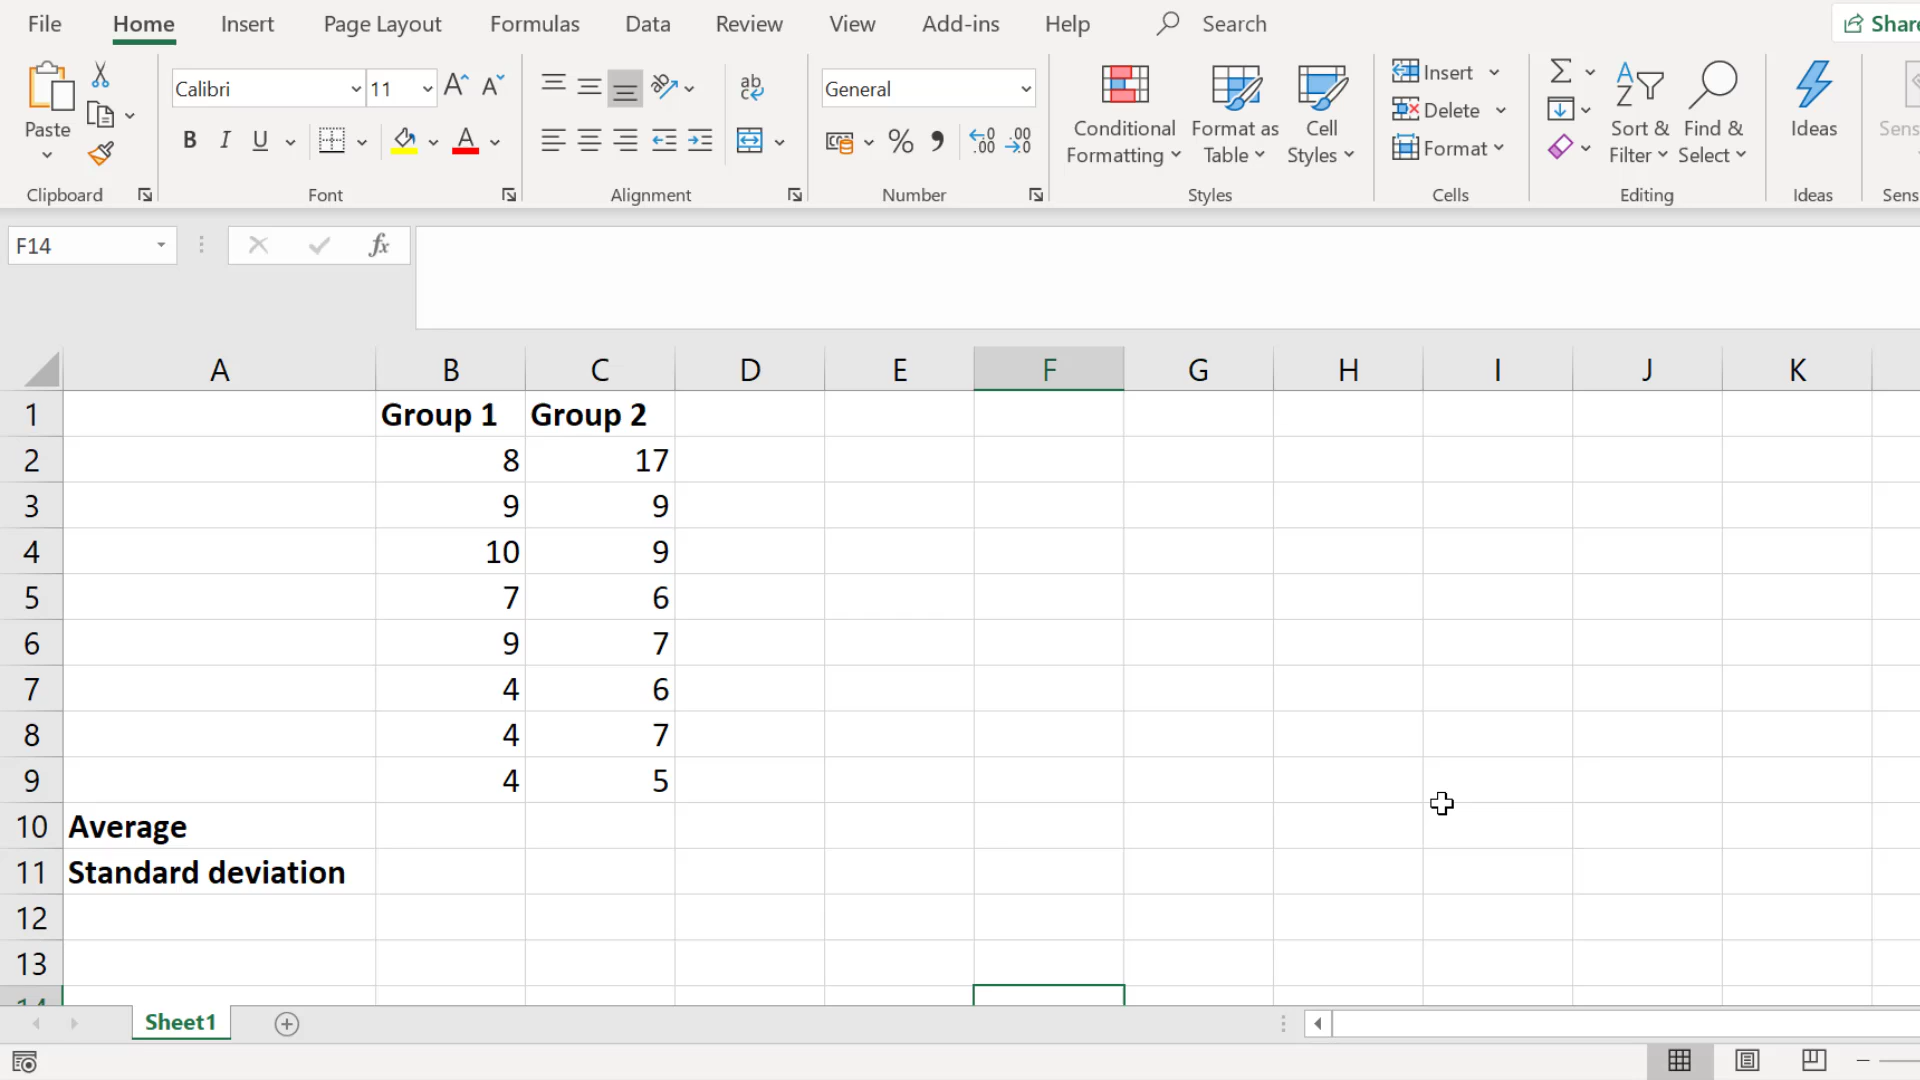 File Home Insert Page Layout Formulas Data Review View Add-ins Help Search Share
Calibri 11 ab General Insert
Paste Conditional Format as Cell Delete Sort & Find & Ideas
B I U A % Formatting Table Styles Format Filter Select
Clipboard Font Alignment Number Styles Cells Editing Ideas
F14 fx
A B C D E F G H I J K
1 Group 1 Group 2
2 8 17
3 9 9
4 10 9
5 7 6
6 9 7
7 4 6
8 4 7
9 4 5
10 Average
11 Standard deviation
12
13
14
Sheet1